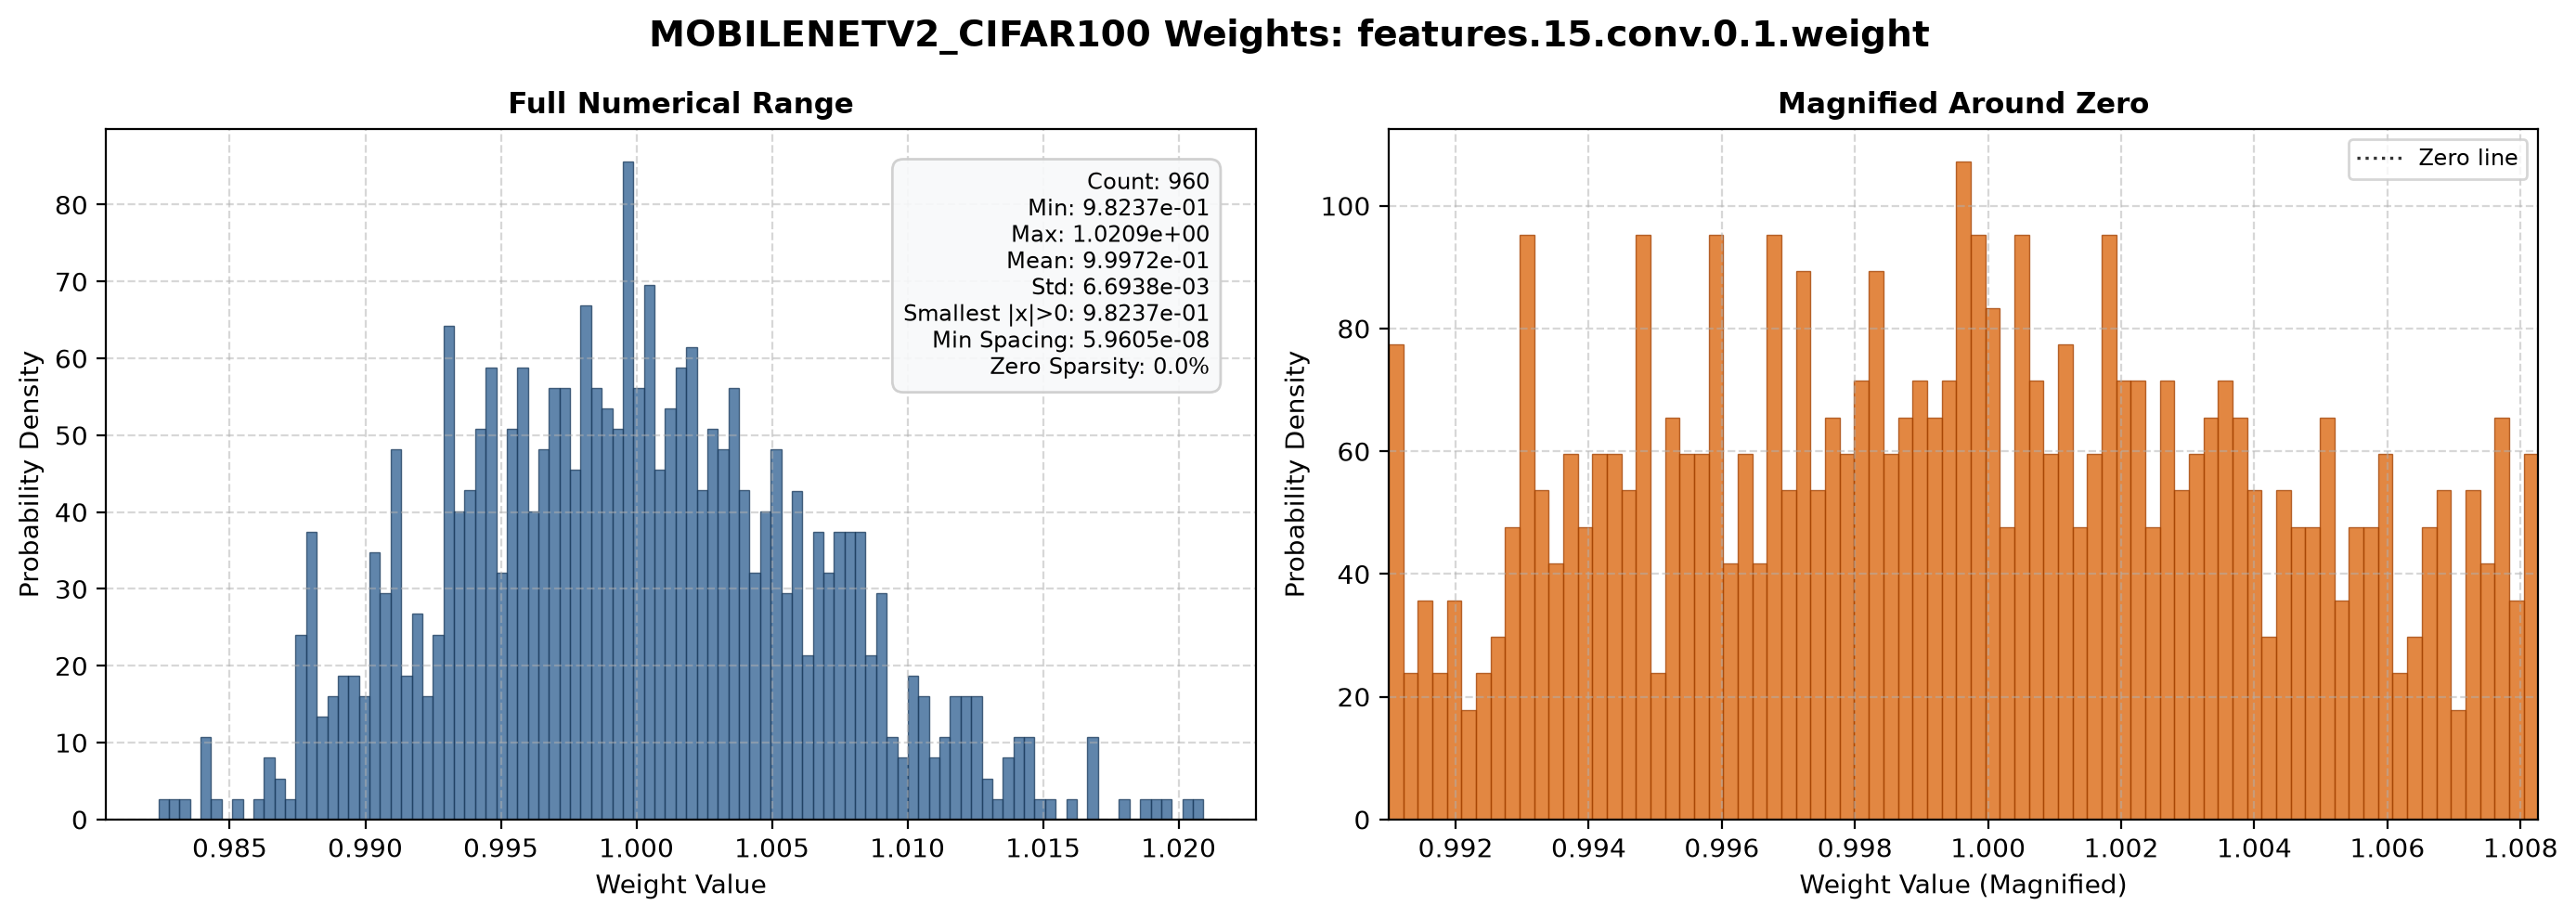 MOBILENETV2_CIFAR100 Weights: features.15.conv.0.1.weight
Full Numerical Range
Probability Density
80
70
60
50
40
30
20
10
0
Count: 960
Min: 9.8237e-01
Max: 1.0209e+00
Mean: 9.9972e-01
Std: 6.6938e-03
Smallest |x|>0: 9.8237e-01
Min Spacing: 5.9605e-08
Zero Sparsity: 0.0%
0.985 0.990 0.995 1.000 1.005 1.010 1.015 1.020
Weight Value
Magnified Around Zero
Probability Density
100
80
60
40
20
0
Zero line
0.992 0.994 0.996 0.998 1.000 1.002 1.004 1.006 1.008
Weight Value (Magnified)